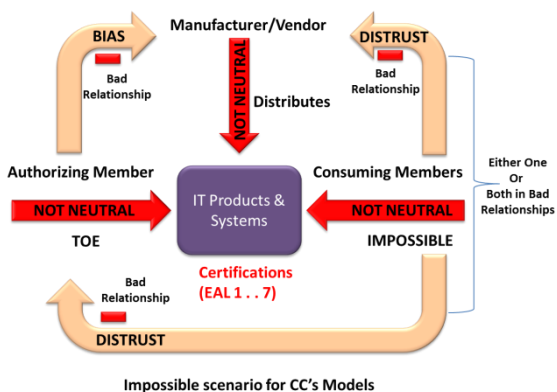 Manufacturer/Vendor
BIAS
DISTRUST
Bad
Relationship
NOT NEUTRAL
Distributes
Bad
Relationship
Authorizing Member
Consuming Members
Either One
Or
Both in Bad
Relationships
NOT NEUTRAL
IT Products &
Systems
NOT NEUTRAL
TOE
IMPOSSIBLE
Certifications
(EAL 1 . . 7)
Bad
Relationship
DISTRUST
Impossible scenario for CC's Models